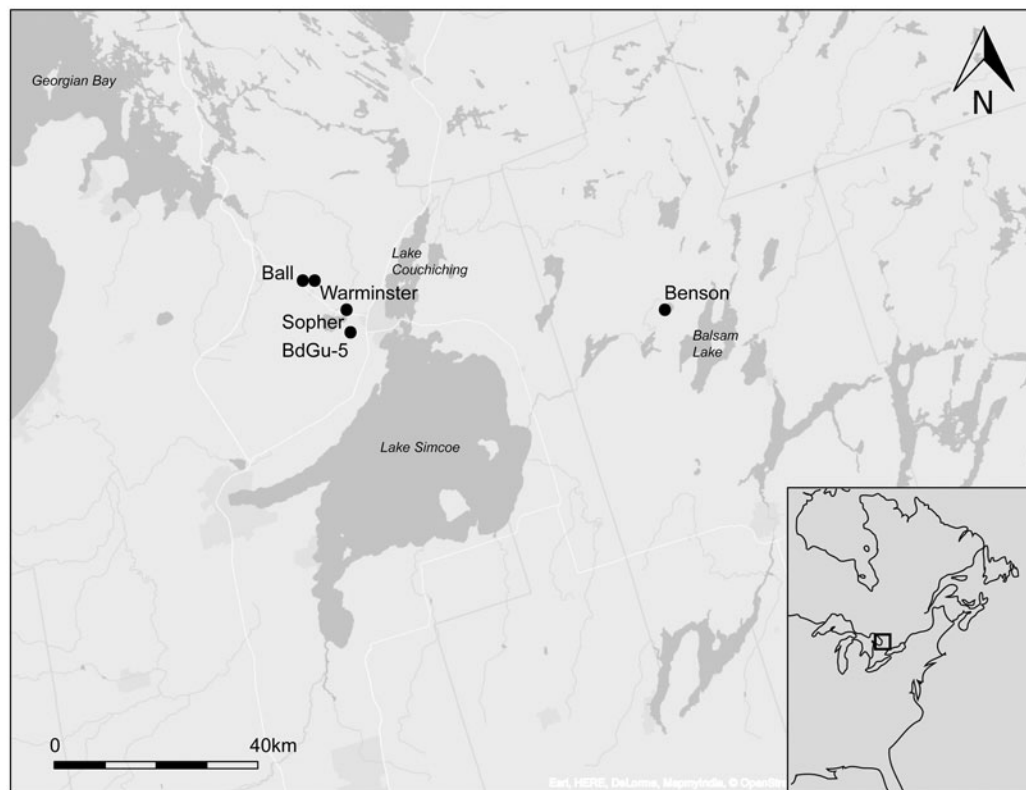 Georgian Bay
N
Lake
Couchiching
Ball
Warminster
Sopher
BdGu-5
Benson
Balsam
Lake
Lake Simcoe
0 40km
Esri, HERE, DeLorme, MapmyIndia, © OpenStre